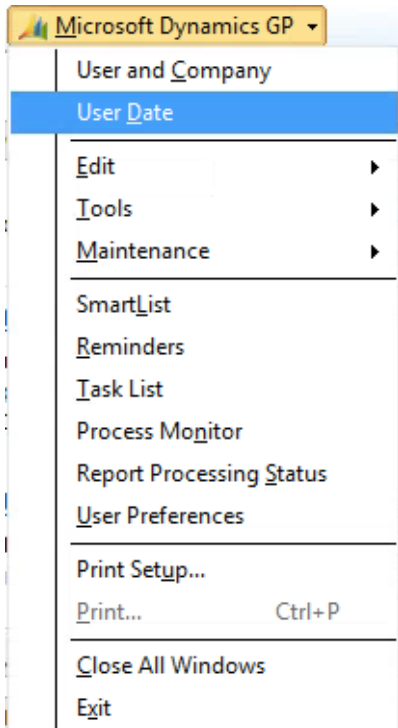 Microsoft Dynamics GP
User and Company
User Date
Edit
Tools
Maintenance
SmartList
Reminders
Task List
Process Monitor
Report Processing Status
User Preferences
Print Setup...
Print... Ctrl+P
Close All Windows
Exit